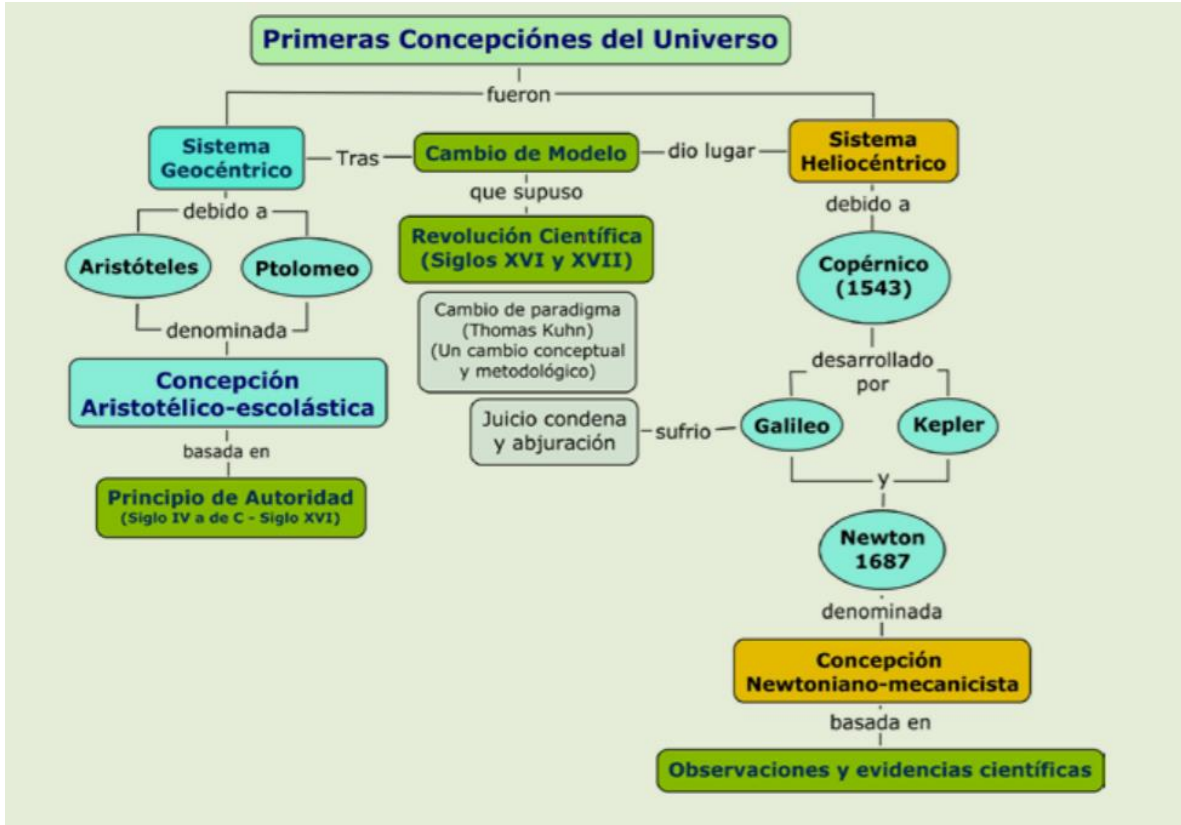 Primeras Concepciónes del Universo
fueron
Sistema
Geocéntrico
Tras
Cambio de Modelo
dio lugar
Sistema
Heliocéntrico
debido a
que supuso
debido a
Aristóteles
Ptolomeo
Revolución Científica
(Siglos XVI y XVII)
Copérnico
(1543)
denominada
Cambio de paradigma
(Thomas Kuhn)
(Un cambio conceptual
y metodológico)
desarrollado
por
Concepción
Aristotélico-escolástica
Juicio condena
y abjuración
sufrio
Galileo
Kepler
basada en
y
Principio de Autoridad
(Siglo IV a de C - Siglo XVI)
Newton
1687
denominada
Concepción
Newtoniano-mecanicista
basada en
Observaciones y evidencias científicas